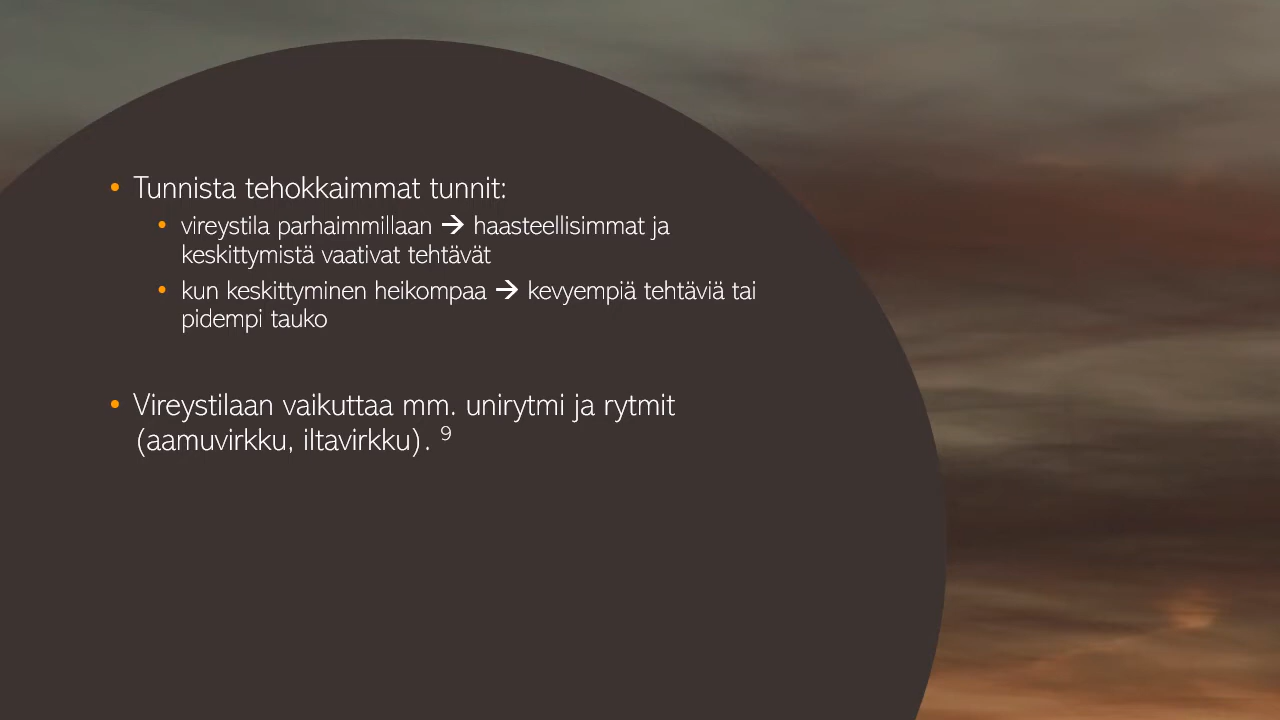 • Tunnista tehokkaimmat tunnit:
• vireystila parhaimmillaan → haasteellisimmat ja
keskittymistä vaativat tehtävät
• kun keskittyminen heikompaa → kevyempiä tehtäviä tai
pidempi tauko
• Vireystilaan vaikuttaa mm. unirytmi ja rytmit
(aamuvirkku, iltavirkku). ⁹